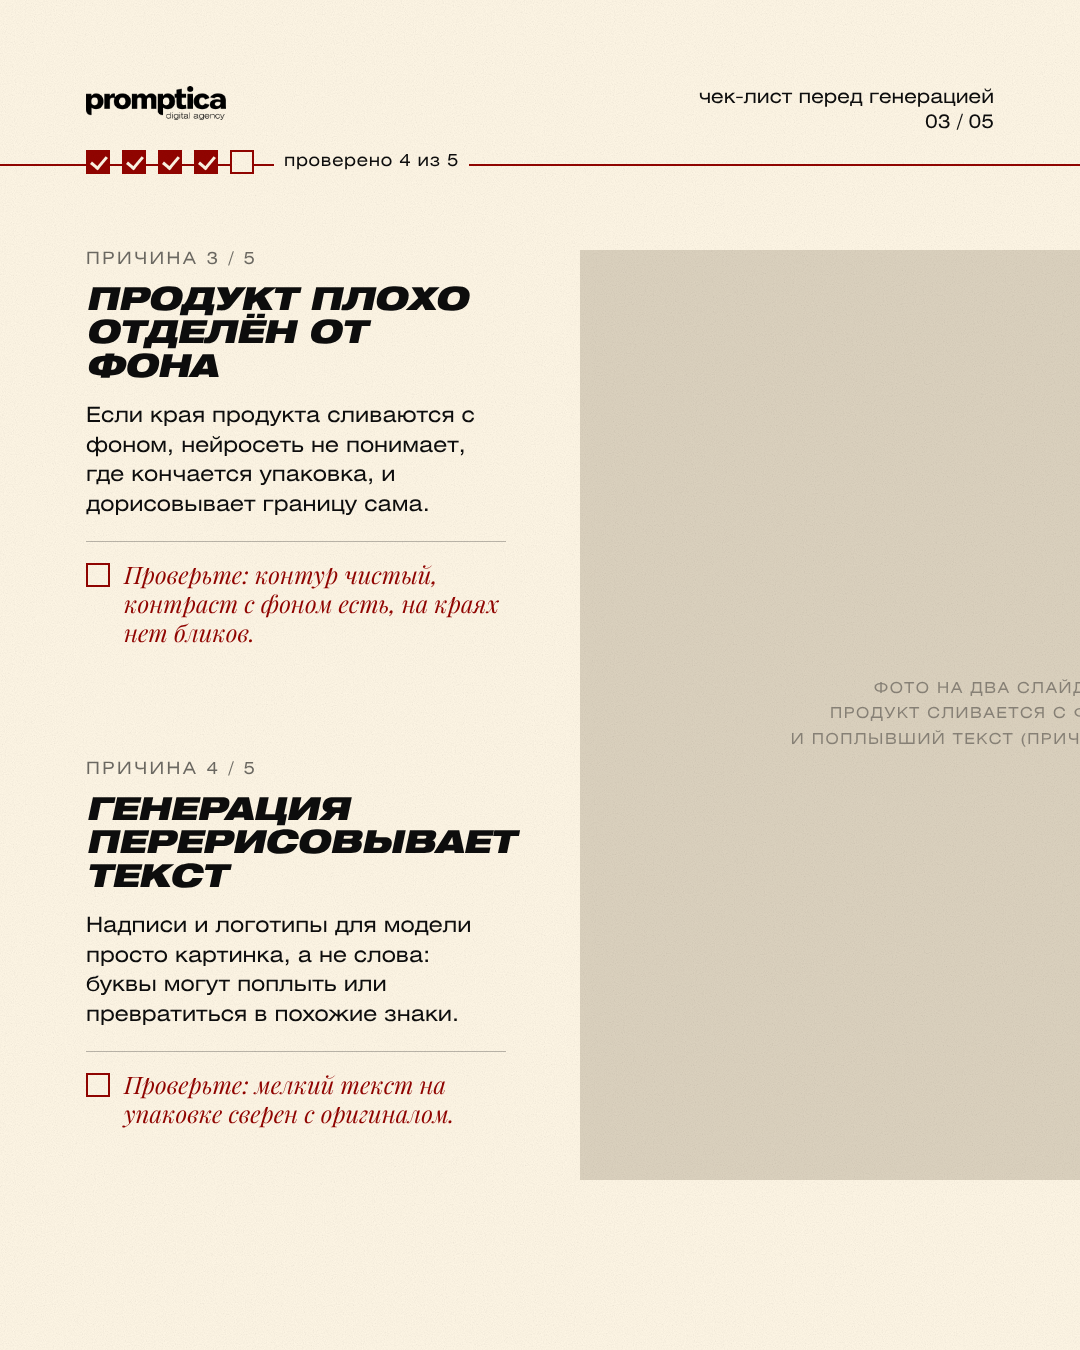 promptica
digital agency
чек-лист перед генерацией
03 / 05
проверено 4 из 5
ПРИЧИНА 3 / 5
ПРОДУКТ ПЛОХО
ОТДЕЛЁН ОТ
ФОНА
Если края продукта сливаются с
фоном, нейросеть не понимает,
где кончается упаковка, и
дорисовывает границу сама.
Проверьте: контур чистый,
контраст с фоном есть, на краях
нет бликов.
ФОТО НА ДВА СЛАЙД
ПРОДУКТ СЛИВАЕТСЯ С Ф
И ПОПЛЫВШИЙ ТЕКСТ (ПРИЧ
ПРИЧИНА 4 / 5
ГЕНЕРАЦИЯ
ПЕРЕРИСОВЫВАЕТ
ТЕКСТ
Надписи и логотипы для модели
просто картинка, а не слова:
буквы могут поплыть или
превратиться в похожие знаки.
Проверьте: мелкий текст на
упаковке сверен с оригиналом.